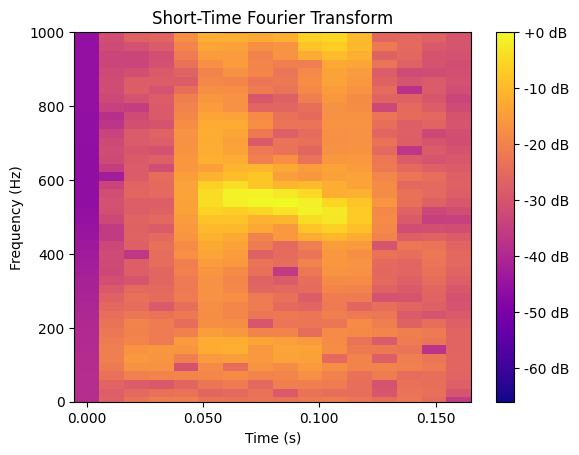 Short-Time Fourier Transform
1000
800
600
400
200
0
Frequency (Hz)
0.000
0.050
0.100
0.150
Time (s)
+0 dB
-10 dB
-20 dB
-30 dB
-40 dB
-50 dB
-60 dB